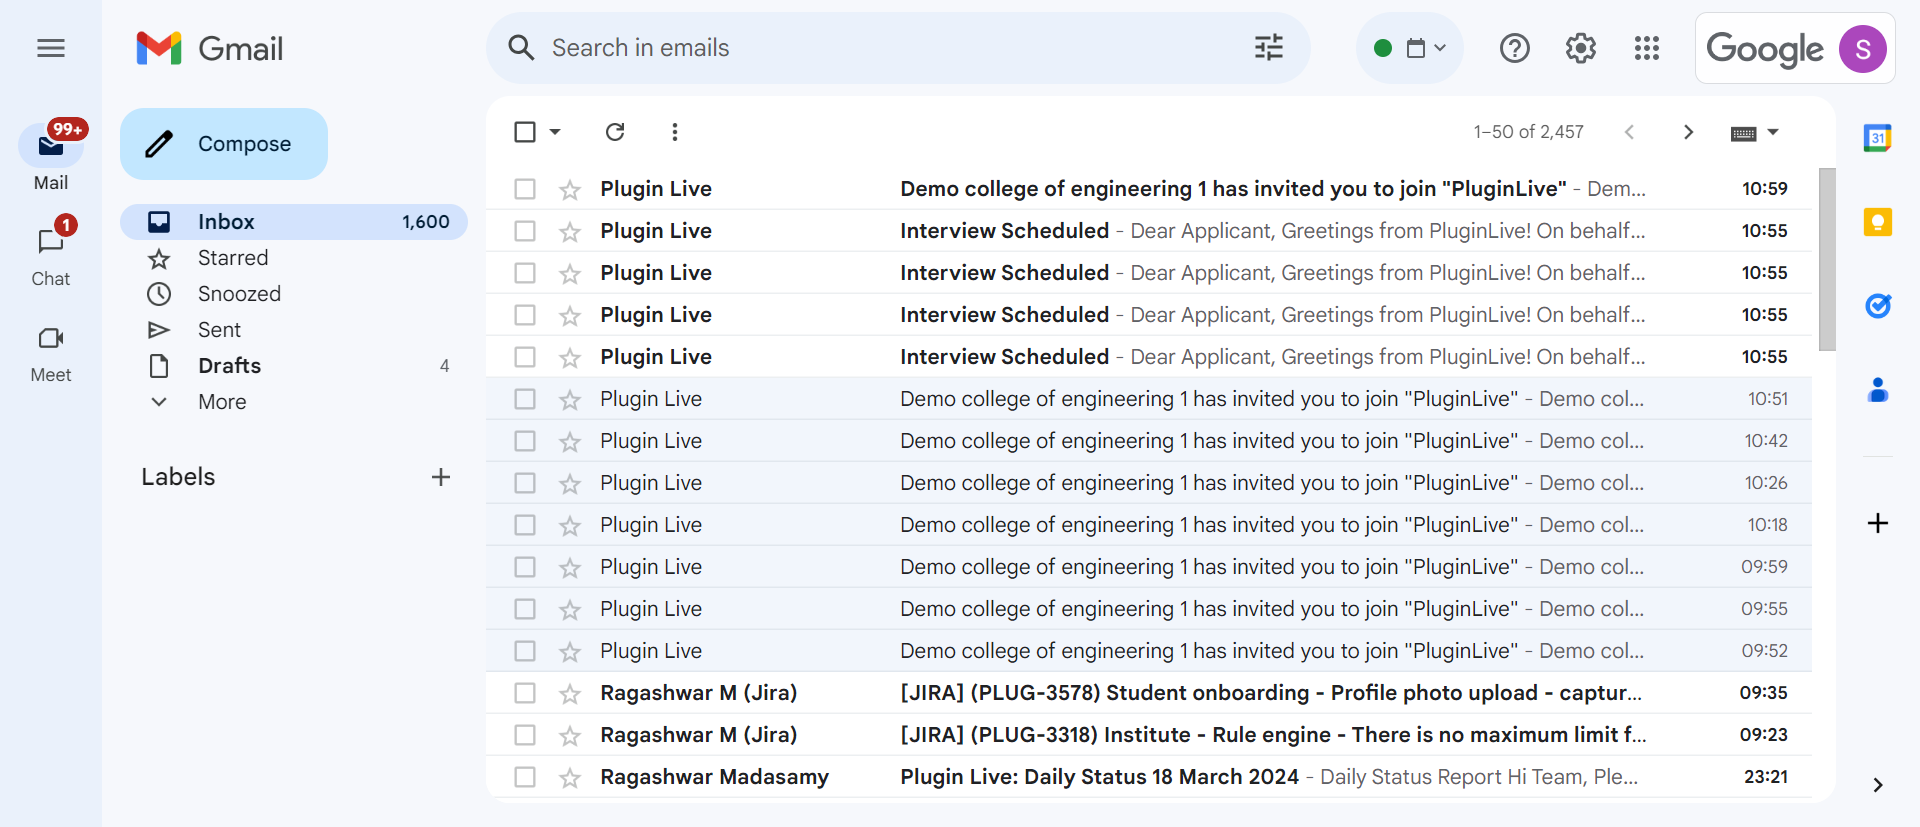 Gmail
Search in emails
Google
S
99+
Mail
1
Chat
Meet
Compose
Inbox 1,600
Starred
Snoozed
Sent
Drafts 4
More
Labels
1–50 of 2,457
31
Plugin Live Demo college of engineering 1 has invited you to join "PluginLive" - Dem... 10:59
Plugin Live Interview Scheduled - Dear Applicant, Greetings from PluginLive! On behalf... 10:55
Plugin Live Interview Scheduled - Dear Applicant, Greetings from PluginLive! On behalf... 10:55
Plugin Live Interview Scheduled - Dear Applicant, Greetings from PluginLive! On behalf... 10:55
Plugin Live Interview Scheduled - Dear Applicant, Greetings from PluginLive! On behalf... 10:55
Plugin Live Demo college of engineering 1 has invited you to join "PluginLive" - Demo col... 10:51
Plugin Live Demo college of engineering 1 has invited you to join "PluginLive" - Demo col... 10:42
Plugin Live Demo college of engineering 1 has invited you to join "PluginLive" - Demo col... 10:26
Plugin Live Demo college of engineering 1 has invited you to join "PluginLive" - Demo col... 10:18
Plugin Live Demo college of engineering 1 has invited you to join "PluginLive" - Demo col... 09:59
Plugin Live Demo college of engineering 1 has invited you to join "PluginLive" - Demo col... 09:55
Plugin Live Demo college of engineering 1 has invited you to join "PluginLive" - Demo col... 09:52
Ragashwar M (Jira) [JIRA] (PLUG-3578) Student onboarding - Profile photo upload - captur... 09:35
Ragashwar M (Jira) [JIRA] (PLUG-3318) Institute - Rule engine - There is no maximum limit f... 09:23
Ragashwar Madasamy Plugin Live: Daily Status 18 March 2024 - Daily Status Report Hi Team, Ple... 23:21